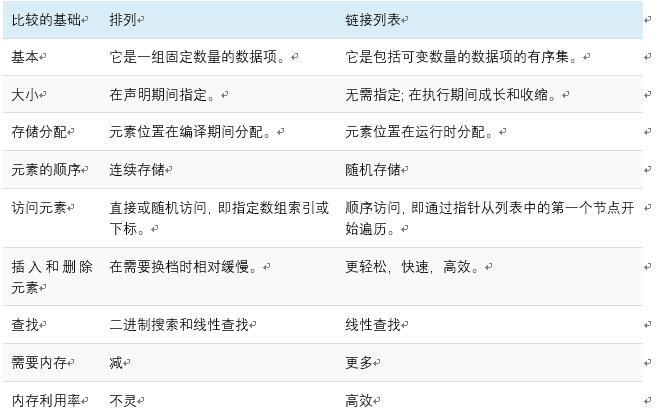 比较的基础 排列 链接列表
基本 它是一组固定数量的数据项。 它是包括可变数量的数据项的有序集。
大小 在声明期间指定。 无需指定; 在执行期间成长和收缩。
存储分配 元素位置在编译期间分配。 元素位置在运行时分配。
元素的顺序 连续存储 随机存储
访问元素 直接或随机访问, 即指定数组索引或 顺序访问, 即通过指针从列表中的第一个节点开
下标。 始遍历。
插入和删除 在需要换档时相对缓慢。 更轻松, 快速, 高效。
元素
查找 二进制搜索和线性查找 线性查找
需要内存 减 更多
内存利用率 不灵 高效